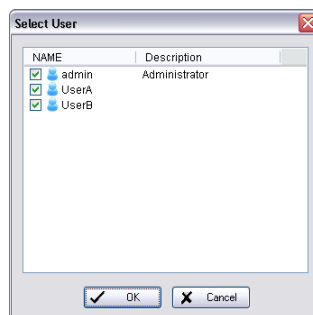 Select User
NAME Description
admin Administrator
UserA
UserB
OK Cancel